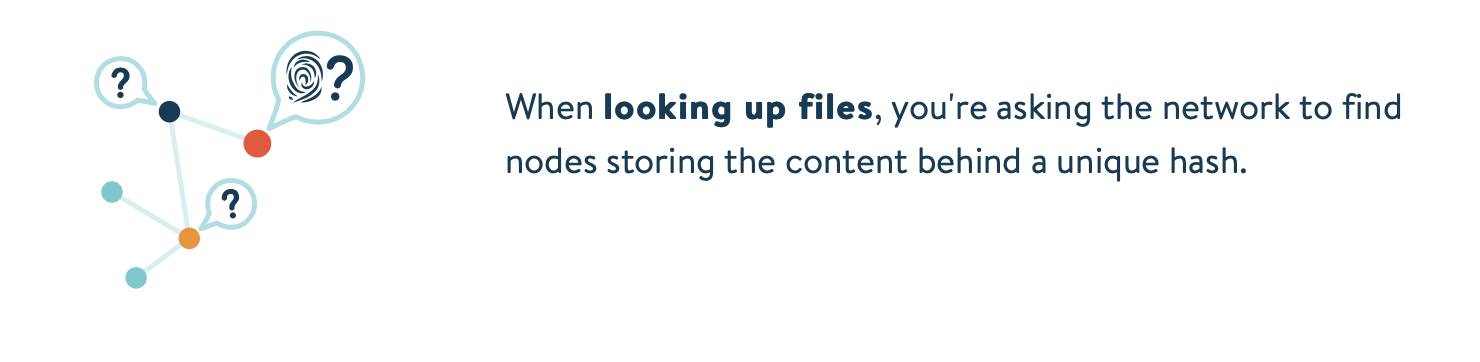 ?
?
?
When looking up files, you're asking the network to find
nodes storing the content behind a unique hash.